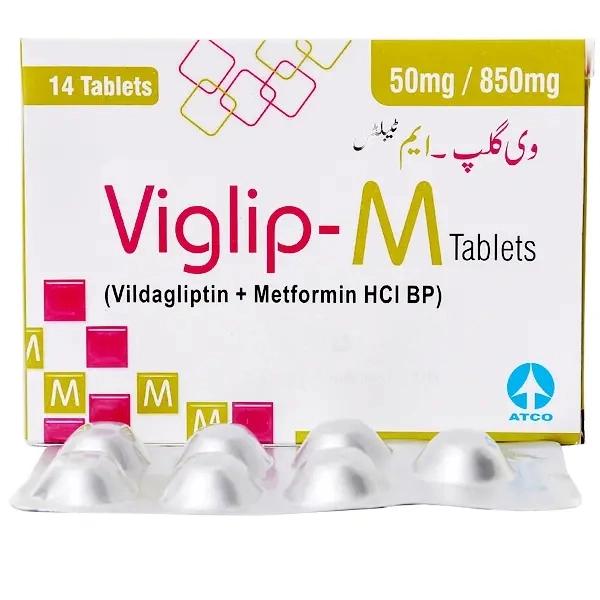 14 Tablets
50mg / 850mg
وی گلپ ۔ ایم ٹیبلٹس
Viglip-M Tablets
(Vildagliptin + Metformin HCl BP)
M
M
M
M
M
ATCO